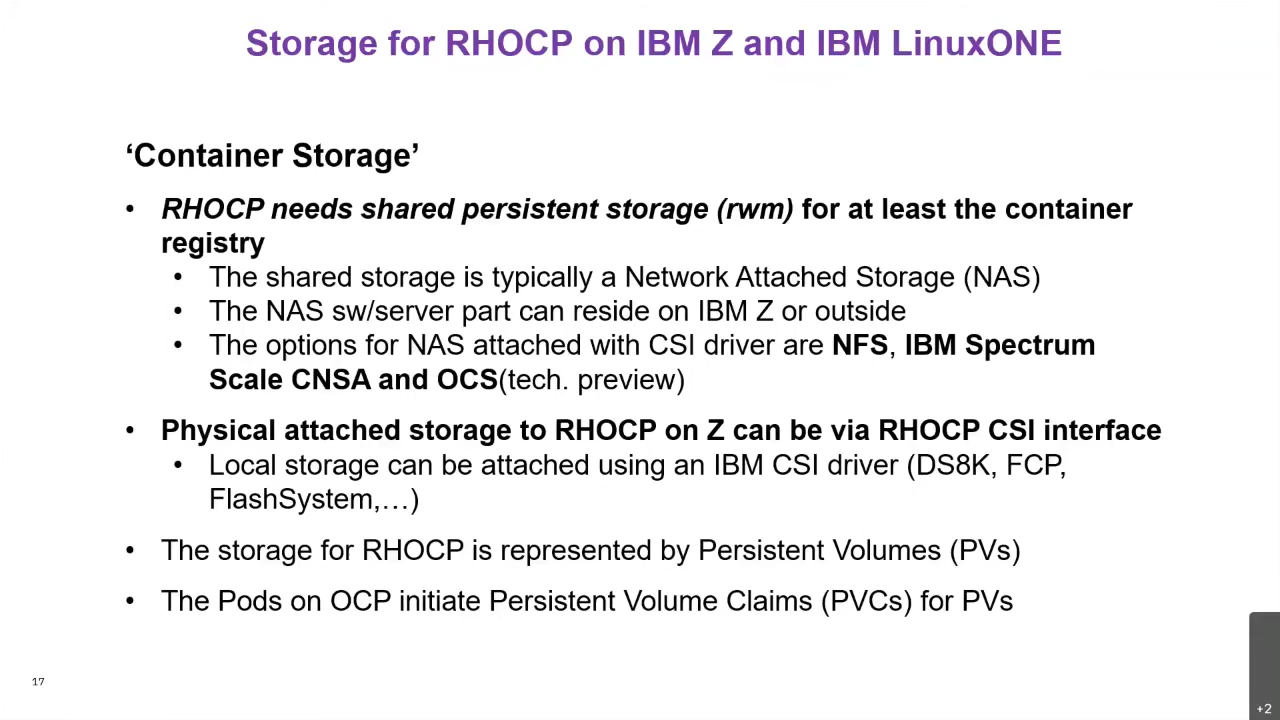 Storage for RHOCP on IBM Z and IBM LinuxONE
‘Container Storage’
• RHOCP needs shared persistent storage (rwm) for at least the container
registry
• The shared storage is typically a Network Attached Storage (NAS)
• The NAS sw/server part can reside on IBM Z or outside
• The options for NAS attached with CSI driver are NFS, IBM Spectrum
Scale CNSA and OCS(tech. preview)
• Physical attached storage to RHOCP on Z can be via RHOCP CSI interface
• Local storage can be attached using an IBM CSI driver (DS8K, FCP,
FlashSystem,…)
• The storage for RHOCP is represented by Persistent Volumes (PVs)
• The Pods on OCP initiate Persistent Volume Claims (PVCs) for PVs
17
+2